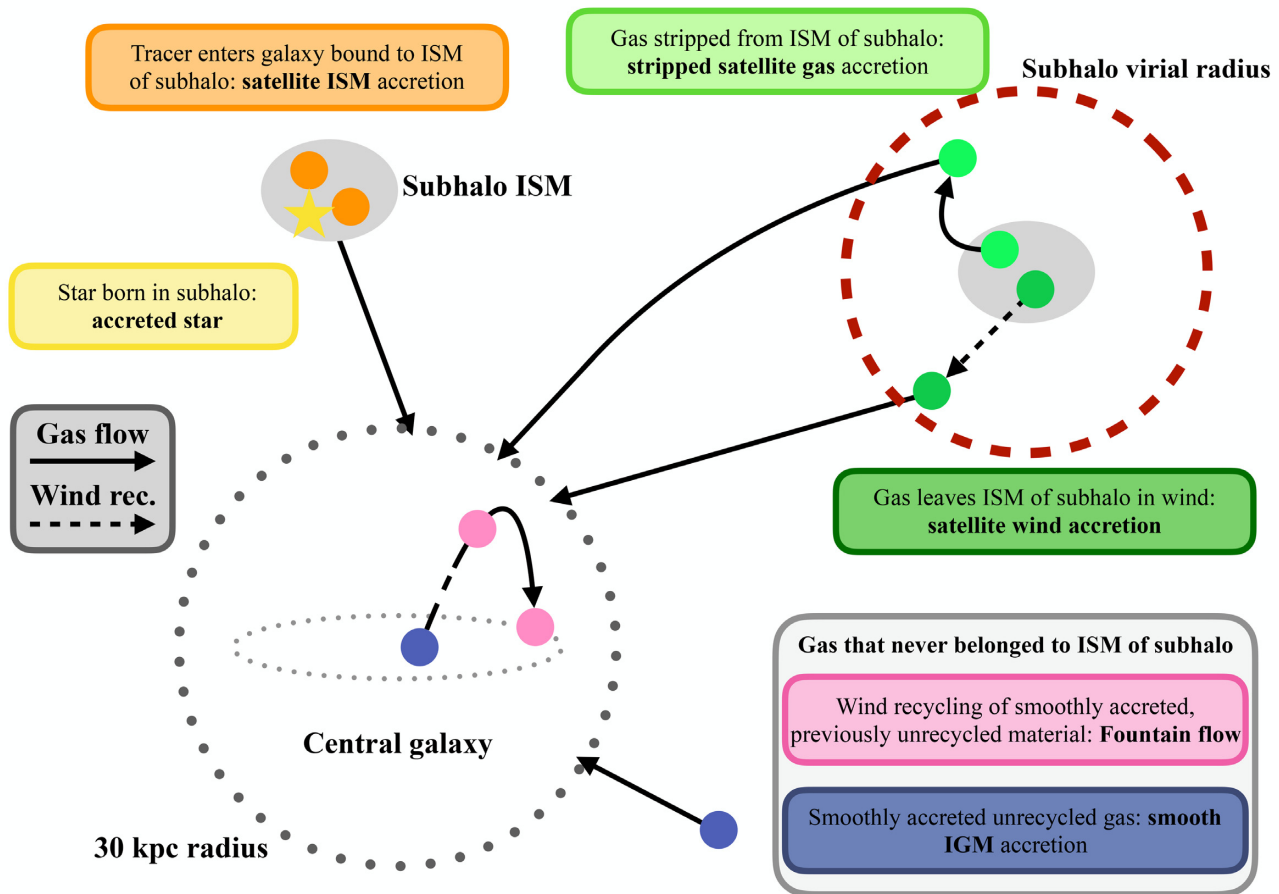 Tracer enters galaxy bound to ISM
of subhalo: satellite ISM accretion
Gas stripped from ISM of subhalo:
stripped satellite gas accretion
Subhalo virial radius
Subhalo ISM
Star born in subhalo:
accreted star
Gas flow
Wind rec.
Gas leaves ISM of subhalo in wind:
satellite wind accretion
Central galaxy
30 kpc radius
Gas that never belonged to ISM of subhalo
Wind recycling of smoothly accreted,
previously unrecycled material: Fountain flow
Smoothly accreted unrecycled gas: smooth
IGM accretion